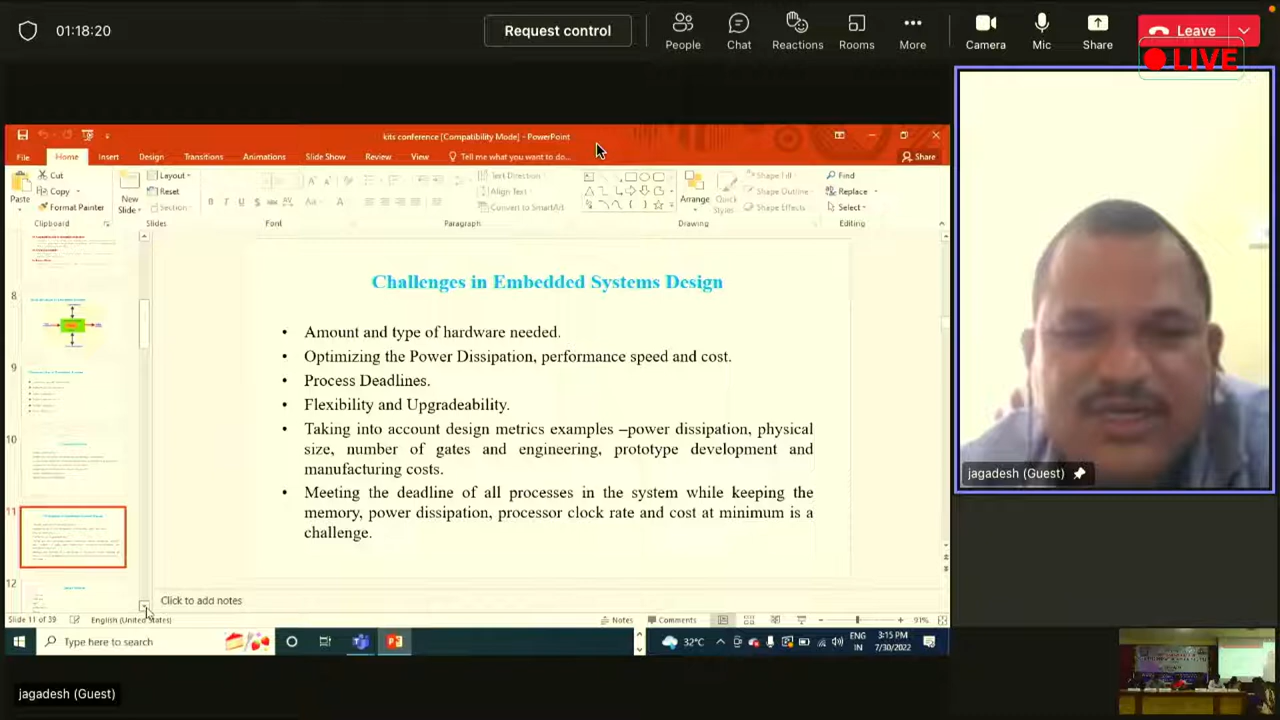 01:18:20
Request control
People
Chat
Reactions
Rooms
More
Camera
Mic
Share
Leave
LIVE
kits conference [Compatibility Mode] - PowerPoint
File
Home
Insert
Design
Transitions
Animations
Slide Show
Review
View
Tell me what you want to do...
Share
Paste
Cut
Copy
Format Painter
Clipboard
New
Slide
Layout
Reset
Section
Slides
Font
Text Direction
Align Text
Convert to SmartArt
Paragraph
Arrange
Quick
Styles
Shape Fill
Shape Outline
Shape Effects
Drawing
Find
Replace
Select
Editing
8
9
10
11
12
Challenges in Embedded Systems Design
• Amount and type of hardware needed.
• Optimizing the Power Dissipation, performance speed and cost.
• Process Deadlines.
• Flexibility and Upgradeability.
• Taking into account design metrics examples –power dissipation, physical
size, number of gates and engineering, prototype development and
manufacturing costs.
• Meeting the deadline of all processes in the system while keeping the
memory, power dissipation, processor clock rate and cost at minimum is a
challenge.
Click to add notes
Slide 11 of 39
English (United States)
Notes
Comments
91%
Type here to search
32°C
ENG
IN
3:15 PM
7/30/2022
jagadesh (Guest)
jagadesh (Guest)